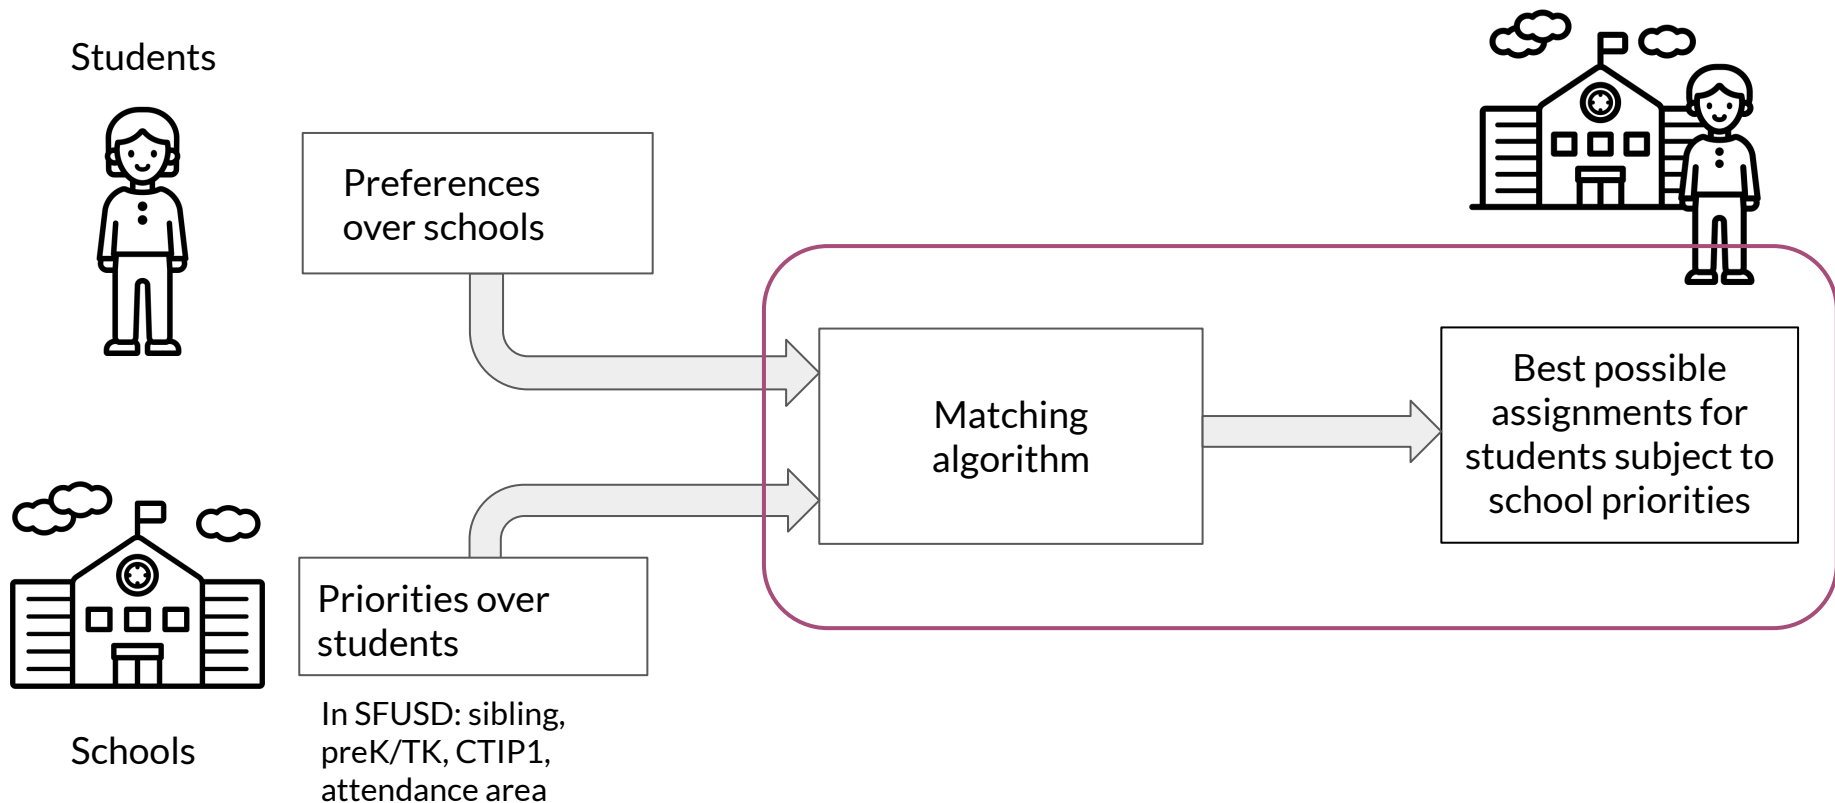 Students
Preferences
over schools
Matching
algorithm
Best possible
assignments for
students subject to
school priorities
Priorities over
students
In SFUSD: sibling,
preK/TK, CTIP1,
attendance area
Schools